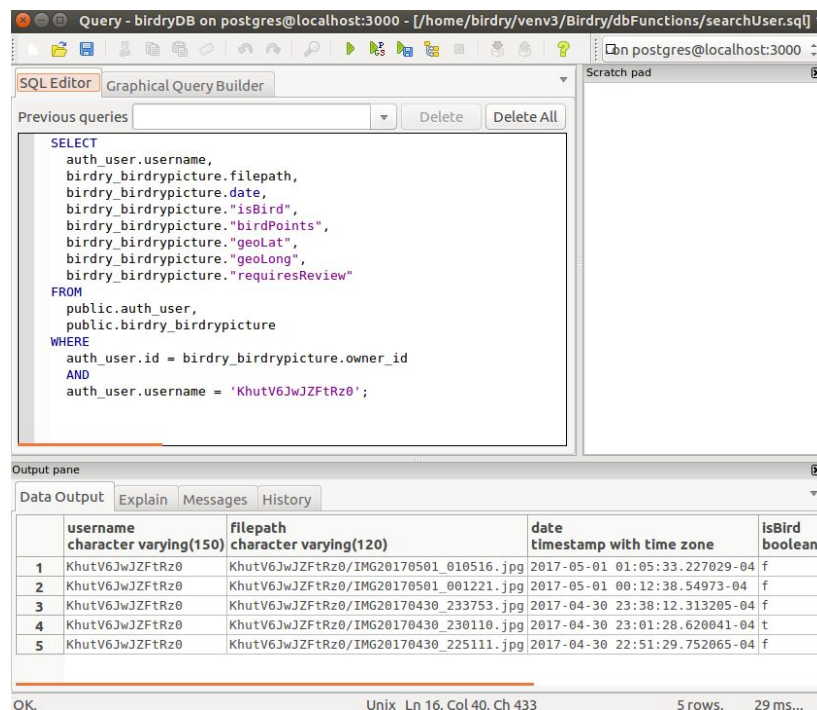 Query - birdryDB on postgres@localhost:3000 - [/home/birdry/venv3/Birdry/dbFunctions/searchUser.sql]
on postgres@localhost:3000
SQL Editor Graphical Query Builder
Scratch pad
Previous queries Delete Delete All
SELECT
auth_user.username,
birdry_birdrypicture.filepath,
birdry_birdrypicture.date,
birdry_birdrypicture."isBird",
birdry_birdrypicture."birdPoints",
birdry_birdrypicture."geoLat",
birdry_birdrypicture."geoLong",
birdry_birdrypicture."requiresReview"
FROM
public.auth_user,
public.birdry_birdrypicture
WHERE
auth_user.id = birdry_birdrypicture.owner_id
AND
auth_user.username = 'KhutV6JwJZFtRz0';
Output pane
Data Output Explain Messages History
username filepath date isBird
character varying(150) character varying(120) timestamp with time zone boolean
1 KhutV6JwJZFtRz0 KhutV6JwJZFtRz0/IMG20170501_010516.jpg 2017-05-01 01:05:33.227029-04 f
2 KhutV6JwJZFtRz0 KhutV6JwJZFtRz0/IMG20170501_001221.jpg 2017-05-01 00:12:38.54973-04 f
3 KhutV6JwJZFtRz0 KhutV6JwJZFtRz0/IMG20170430_233753.jpg 2017-04-30 23:38:12.313205-04 f
4 KhutV6JwJZFtRz0 KhutV6JwJZFtRz0/IMG20170430_230110.jpg 2017-04-30 23:01:28.620041-04 t
5 KhutV6JwJZFtRz0 KhutV6JwJZFtRz0/IMG20170430_225111.jpg 2017-04-30 22:51:29.752065-04 f
OK. Unix Ln 16, Col 40, Ch 433 5 rows. 29 ms...